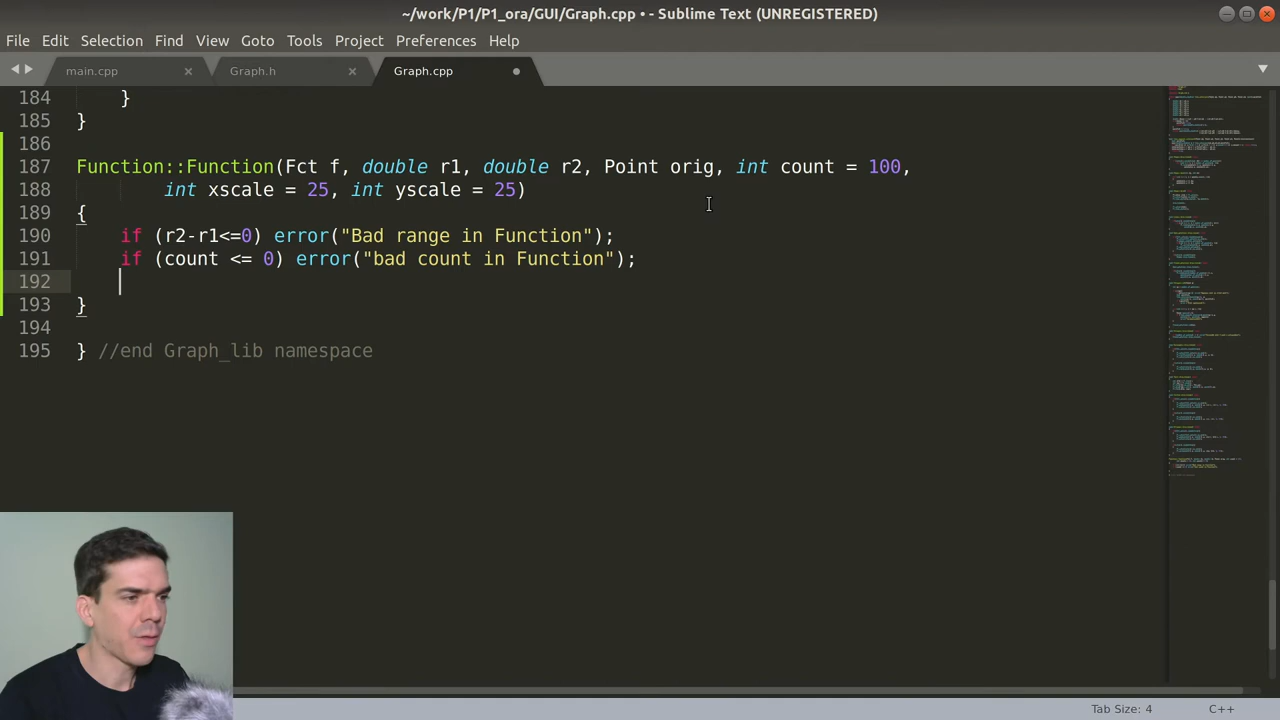 ~/work/P1/P1_ora/GUI/Graph.cpp • - Sublime Text (UNREGISTERED)
File Edit Selection Find View Goto Tools Project Preferences Help
main.cpp Graph.h Graph.cpp
184 }
185 }
186
187 Function::Function(Fct f, double r1, double r2, Point orig, int count = 100,
188 int xscale = 25, int yscale = 25)
189 {
190 if (r2-r1<=0) error("Bad range in Function");
191 if (count <= 0) error("bad count in Function");
192
193 }
194
195 } //end Graph_lib namespace
Tab Size: 4 C++